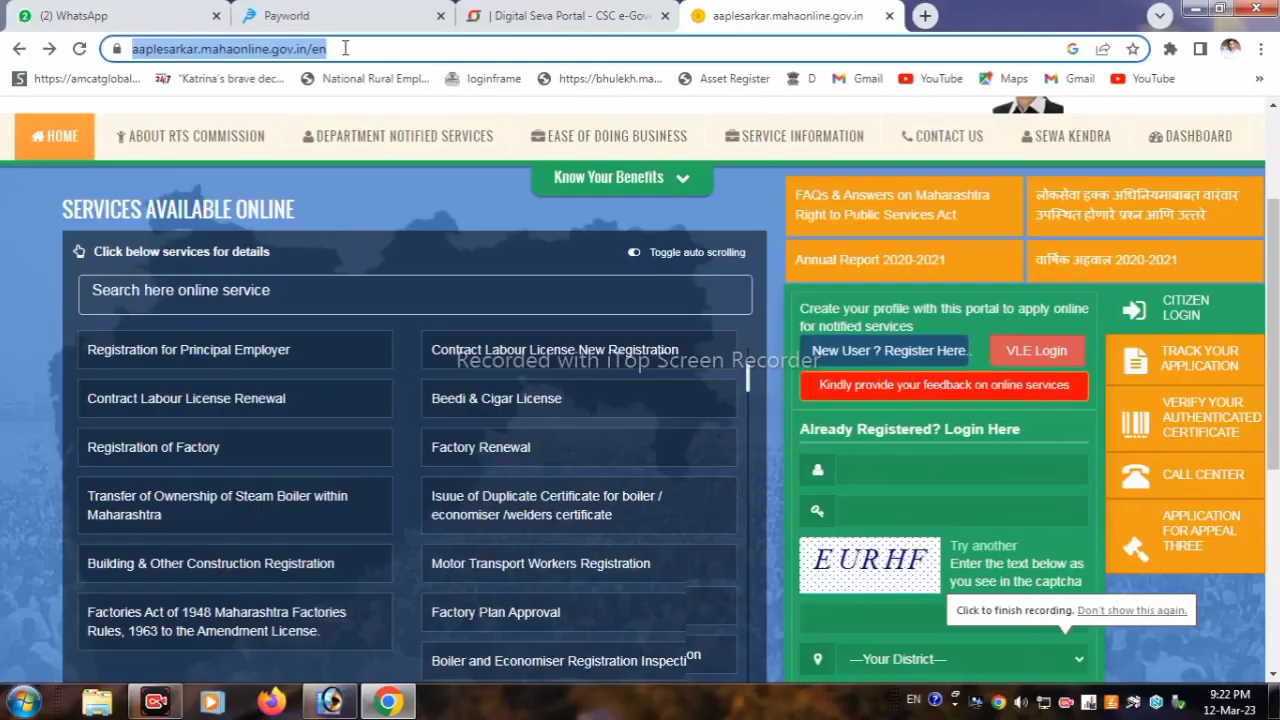 (2) WhatsApp
Payworld
| Digital Seva Portal - CSC e-Gov
aaplesarkar.mahaonline.gov.in
aaplesarkar.mahaonline.gov.in/en
https://amcatglobal...
"Katrina's brave dec...
National Rural Empl...
loginframe
https://bhulekh.ma...
Asset Register
D
Gmail
YouTube
Maps
Gmail
YouTube
»
HOME
ABOUT RTS COMMISSION
DEPARTMENT NOTIFIED SERVICES
EASE OF DOING BUSINESS
SERVICE INFORMATION
CONTACT US
SEWA KENDRA
DASHBOARD
Know Your Benefits
SERVICES AVAILABLE ONLINE
Click below services for details
Toggle auto scrolling
Search here online service
Registration for Principal Employer
Contract Labour License New Registration
Contract Labour License Renewal
Beedi & Cigar License
Registration of Factory
Factory Renewal
Transfer of Ownership of Steam Boiler within
Maharashtra
Isuue of Duplicate Certificate for boiler /
economiser /welders certificate
Building & Other Construction Registration
Motor Transport Workers Registration
Factories Act of 1948 Maharashtra Factories
Rules, 1963 to the Amendment License.
Factory Plan Approval
Boiler and Economiser Registration Inspecti
on
Recorded with iTop Screen Recorder
FAQs & Answers on Maharashtra
Right to Public Services Act
लोकसेवा हक्क अधिनियमाबाबत वारंवार
उपस्थित होणारे प्रश्न आणि उत्तरे
Annual Report 2020-2021
वार्षिक अहवाल 2020-2021
Create your profile with this portal to apply online
for notified services
New User ? Register Here..
VLE Login
Kindly provide your feedback on online services
Already Registered? Login Here
EURHF
Try another
Enter the text below as
you see in the captcha
Click to finish recording. Don't show this again.
—Your District—
CITIZEN
LOGIN
TRACK YOUR
APPLICATION
VERIFY YOUR
AUTHENTICATED
CERTIFICATE
CALL CENTER
APPLICATION
FOR APPEAL
THREE
EN
9:22 PM
12-Mar-23